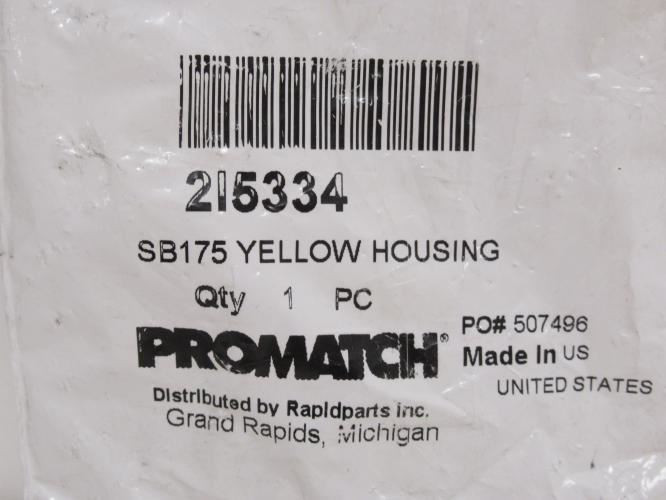 215334
SB175 YELLOW HOUSING
Qty 1 PC
PROMATCH®
PO# 507496
Made In US
UNITED STATES
Distributed by Rapidparts Inc.
Grand Rapids, Michigan